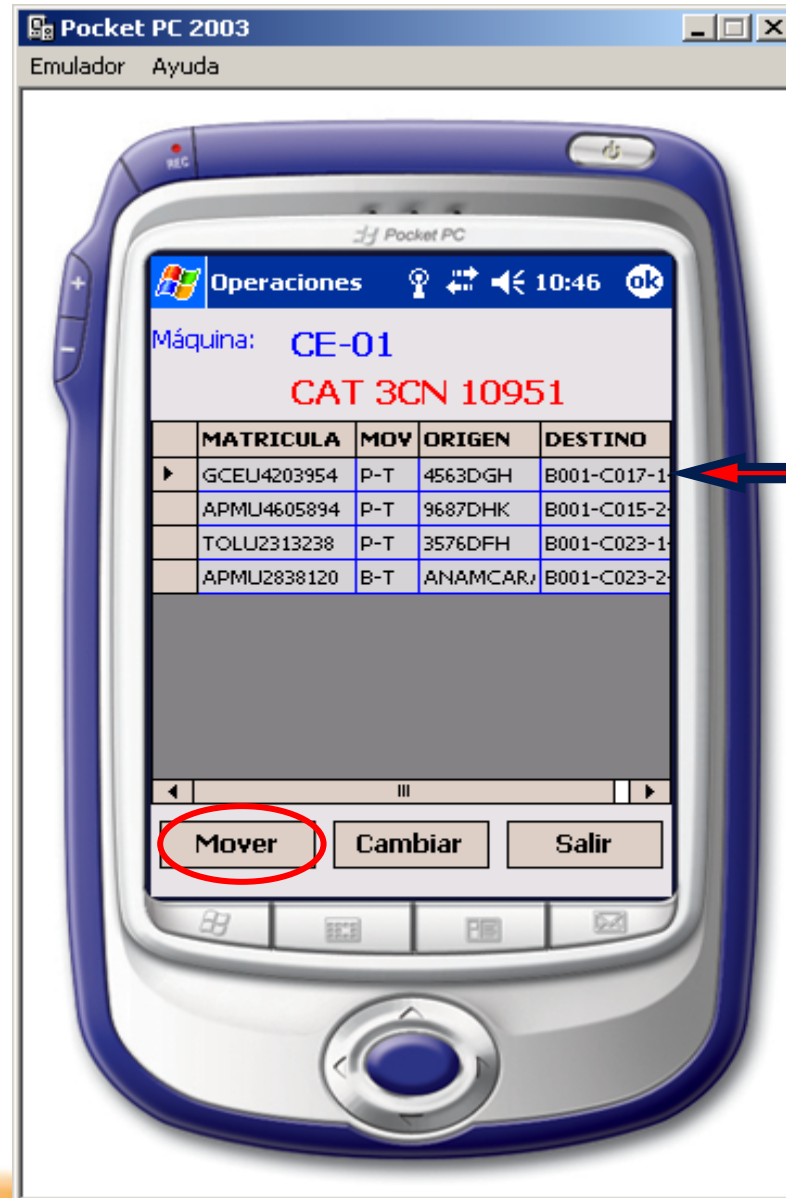 Pocket PC 2003
Emulador Ayuda
REC
Pocket PC
Operaciones 10:46 ok
Máquina: CE-01
CAT 3CN 10951
MATRICULA MOV ORIGEN DESTINO
GCEU4203954 P-T 4563DGH B001-C017-1-
APMU4605894 P-T 9687DHK B001-C015-2-
TOLU2313238 P-T 3576DFH B001-C023-1-
APMU2838120 B-T ANAMCARA B001-C023-2-
Mover Cambiar Salir